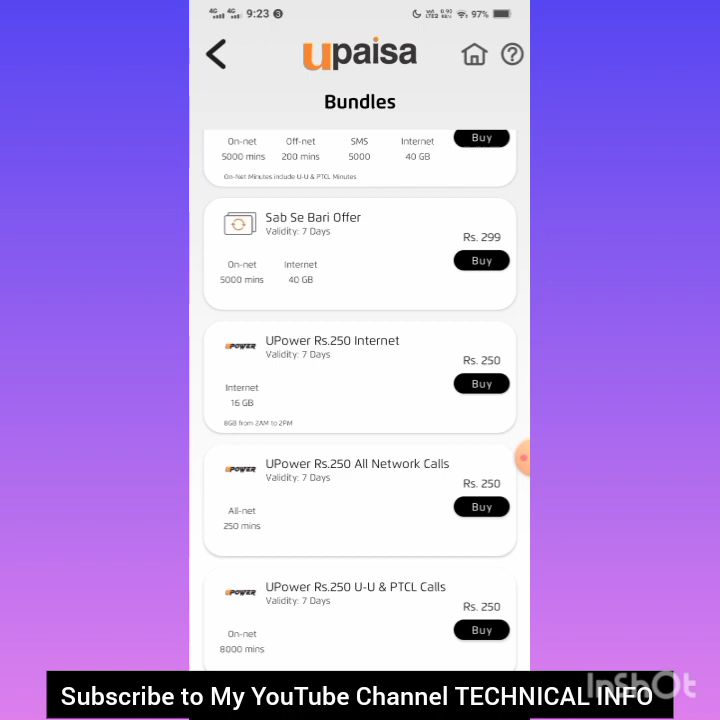 4G 4G 9:23 3 97%
upaisa
Bundles
On-net Off-net SMS Internet
5000 mins 200 mins 5000 40 GB
Buy
On-Net Minutes include U-U & PTCL Minutes
Sab Se Bari Offer
Validity: 7 Days
Rs. 299
Buy
On-net Internet
5000 mins 40 GB
UPOWER
UPower Rs.250 Internet
Validity: 7 Days
Rs. 250
Buy
Internet
16 GB
8GB from 2AM to 2PM
UPOWER
UPower Rs.250 All Network Calls
Validity: 7 Days
Rs. 250
Buy
All-net
250 mins
UPOWER
UPower Rs.250 U-U & PTCL Calls
Validity: 7 Days
Rs. 250
Buy
On-net
8000 mins
Subscribe to My YouTube Channel TECHNICAL INFO
InShOt